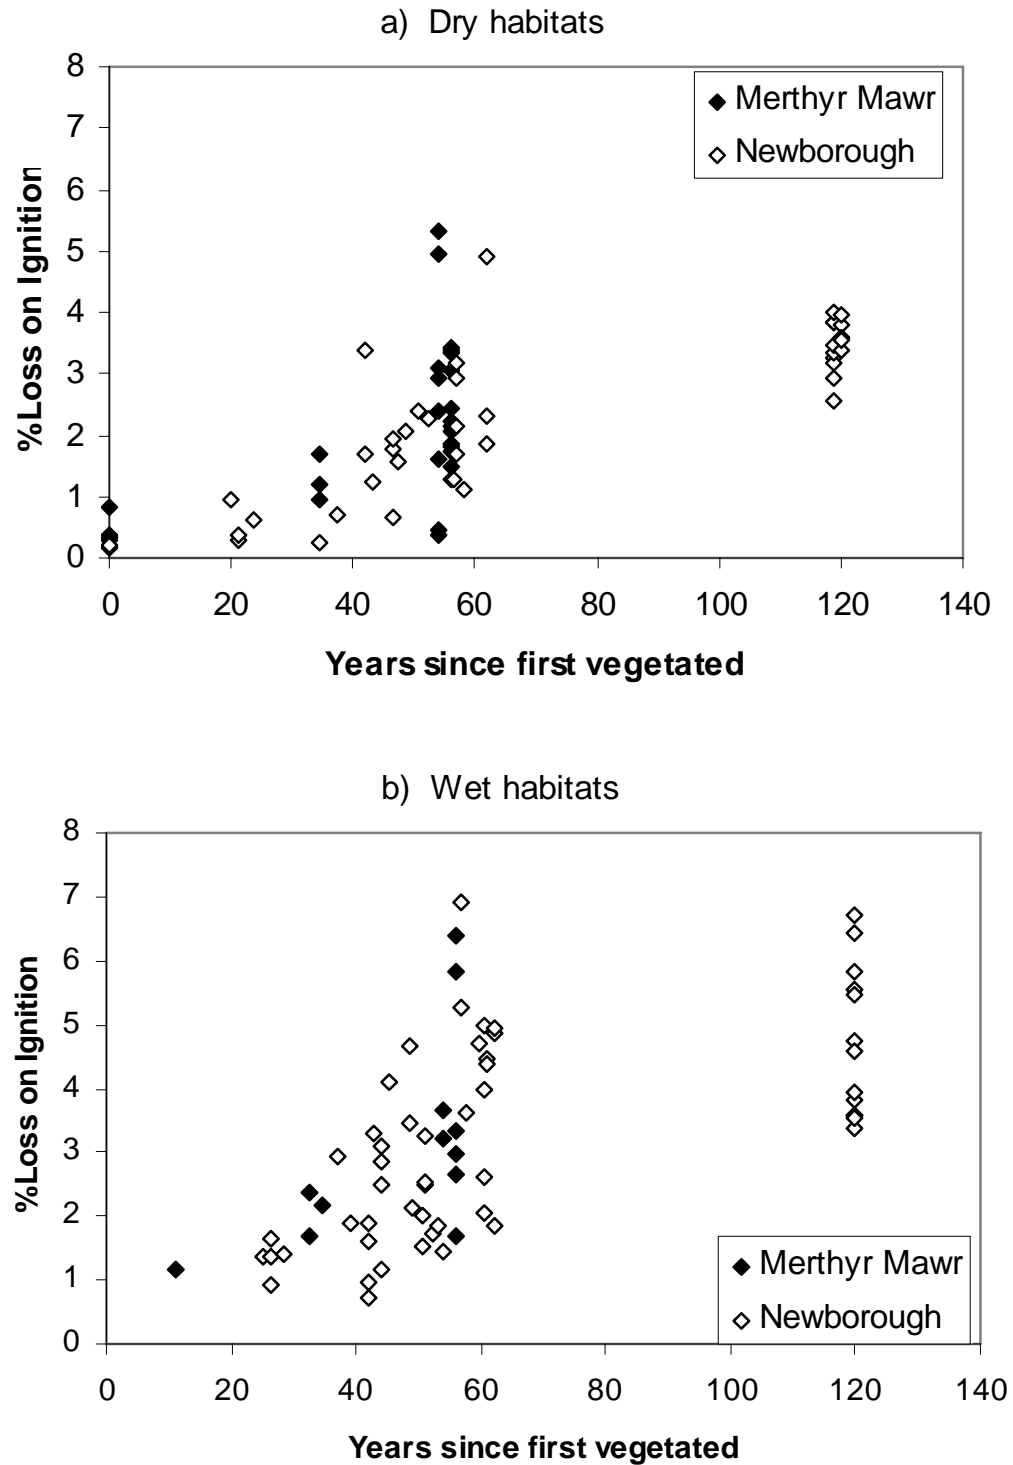 a) Dry habitats
8
7
6
5
4
3
2
1
0
%Loss on Ignition
Merthyr Mawr
Newborough
0 20 40 60 80 100 120 140
Years since first vegetated
b) Wet habitats
8
7
6
5
4
3
2
1
0
%Loss on Ignition
Merthyr Mawr
Newborough
0 20 40 60 80 100 120 140
Years since first vegetated